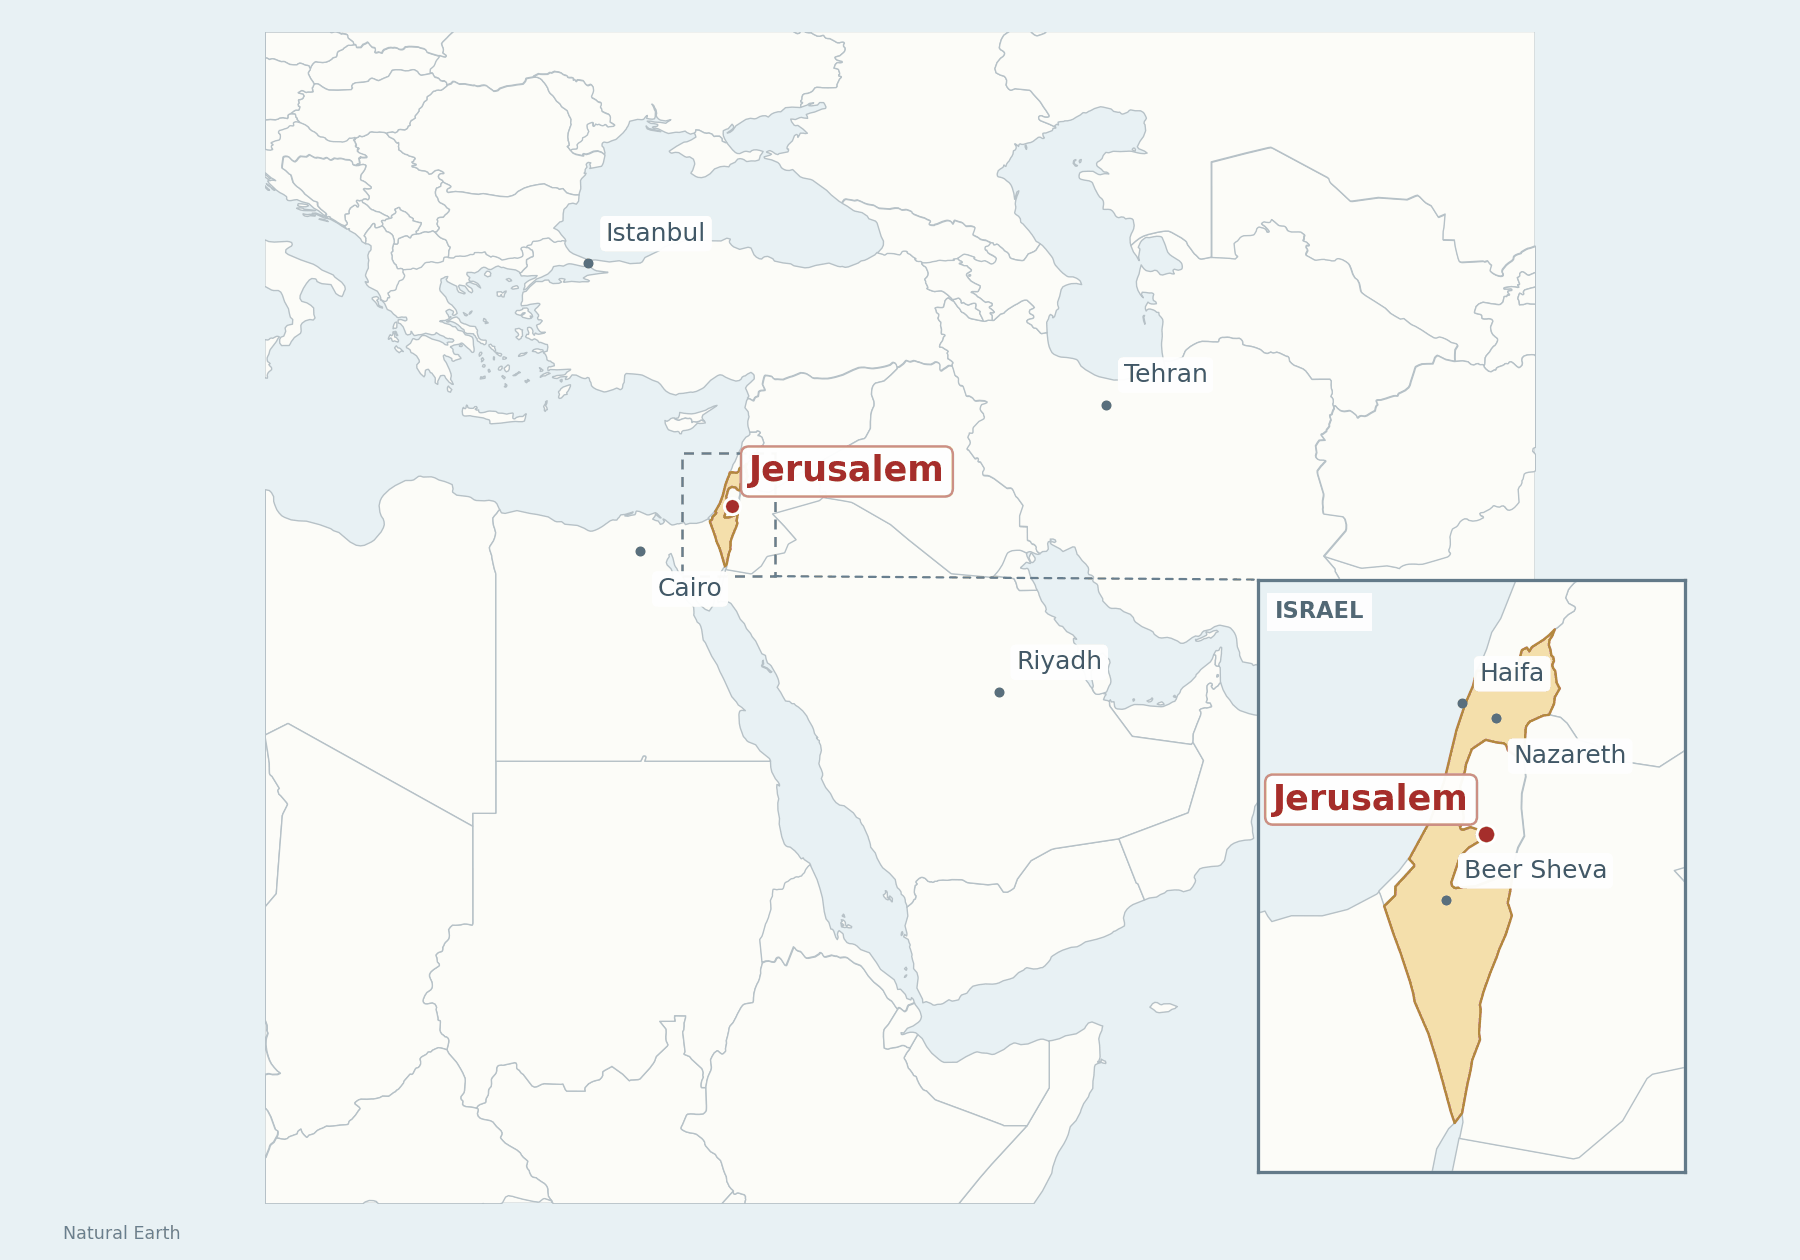 Istanbul
Tehran
Jerusalem
Cairo
Riyadh
ISRAEL
Haifa
Nazareth
Jerusalem
Beer Sheva
Natural Earth